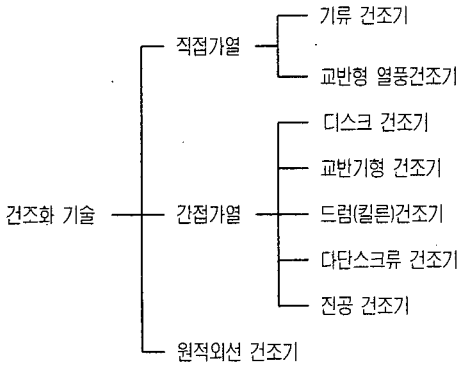 기류 건조기
직접가열
교반형 열풍건조기
디스크 건조기
교반기형 건조기
건조화 기술
간접가열
드럼(킬른)건조기
다단스크류 건조기
진공 건조기
원적외선 건조기